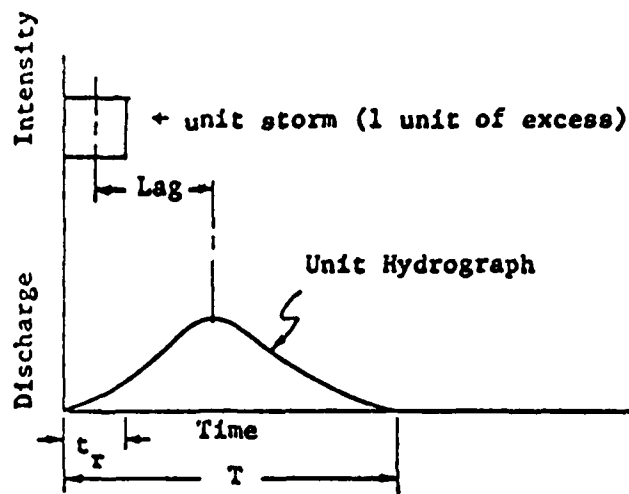 Intensity
← unit storm (1 unit of excess)
Lag
Unit Hydrograph
Discharge
Time
t_r
T